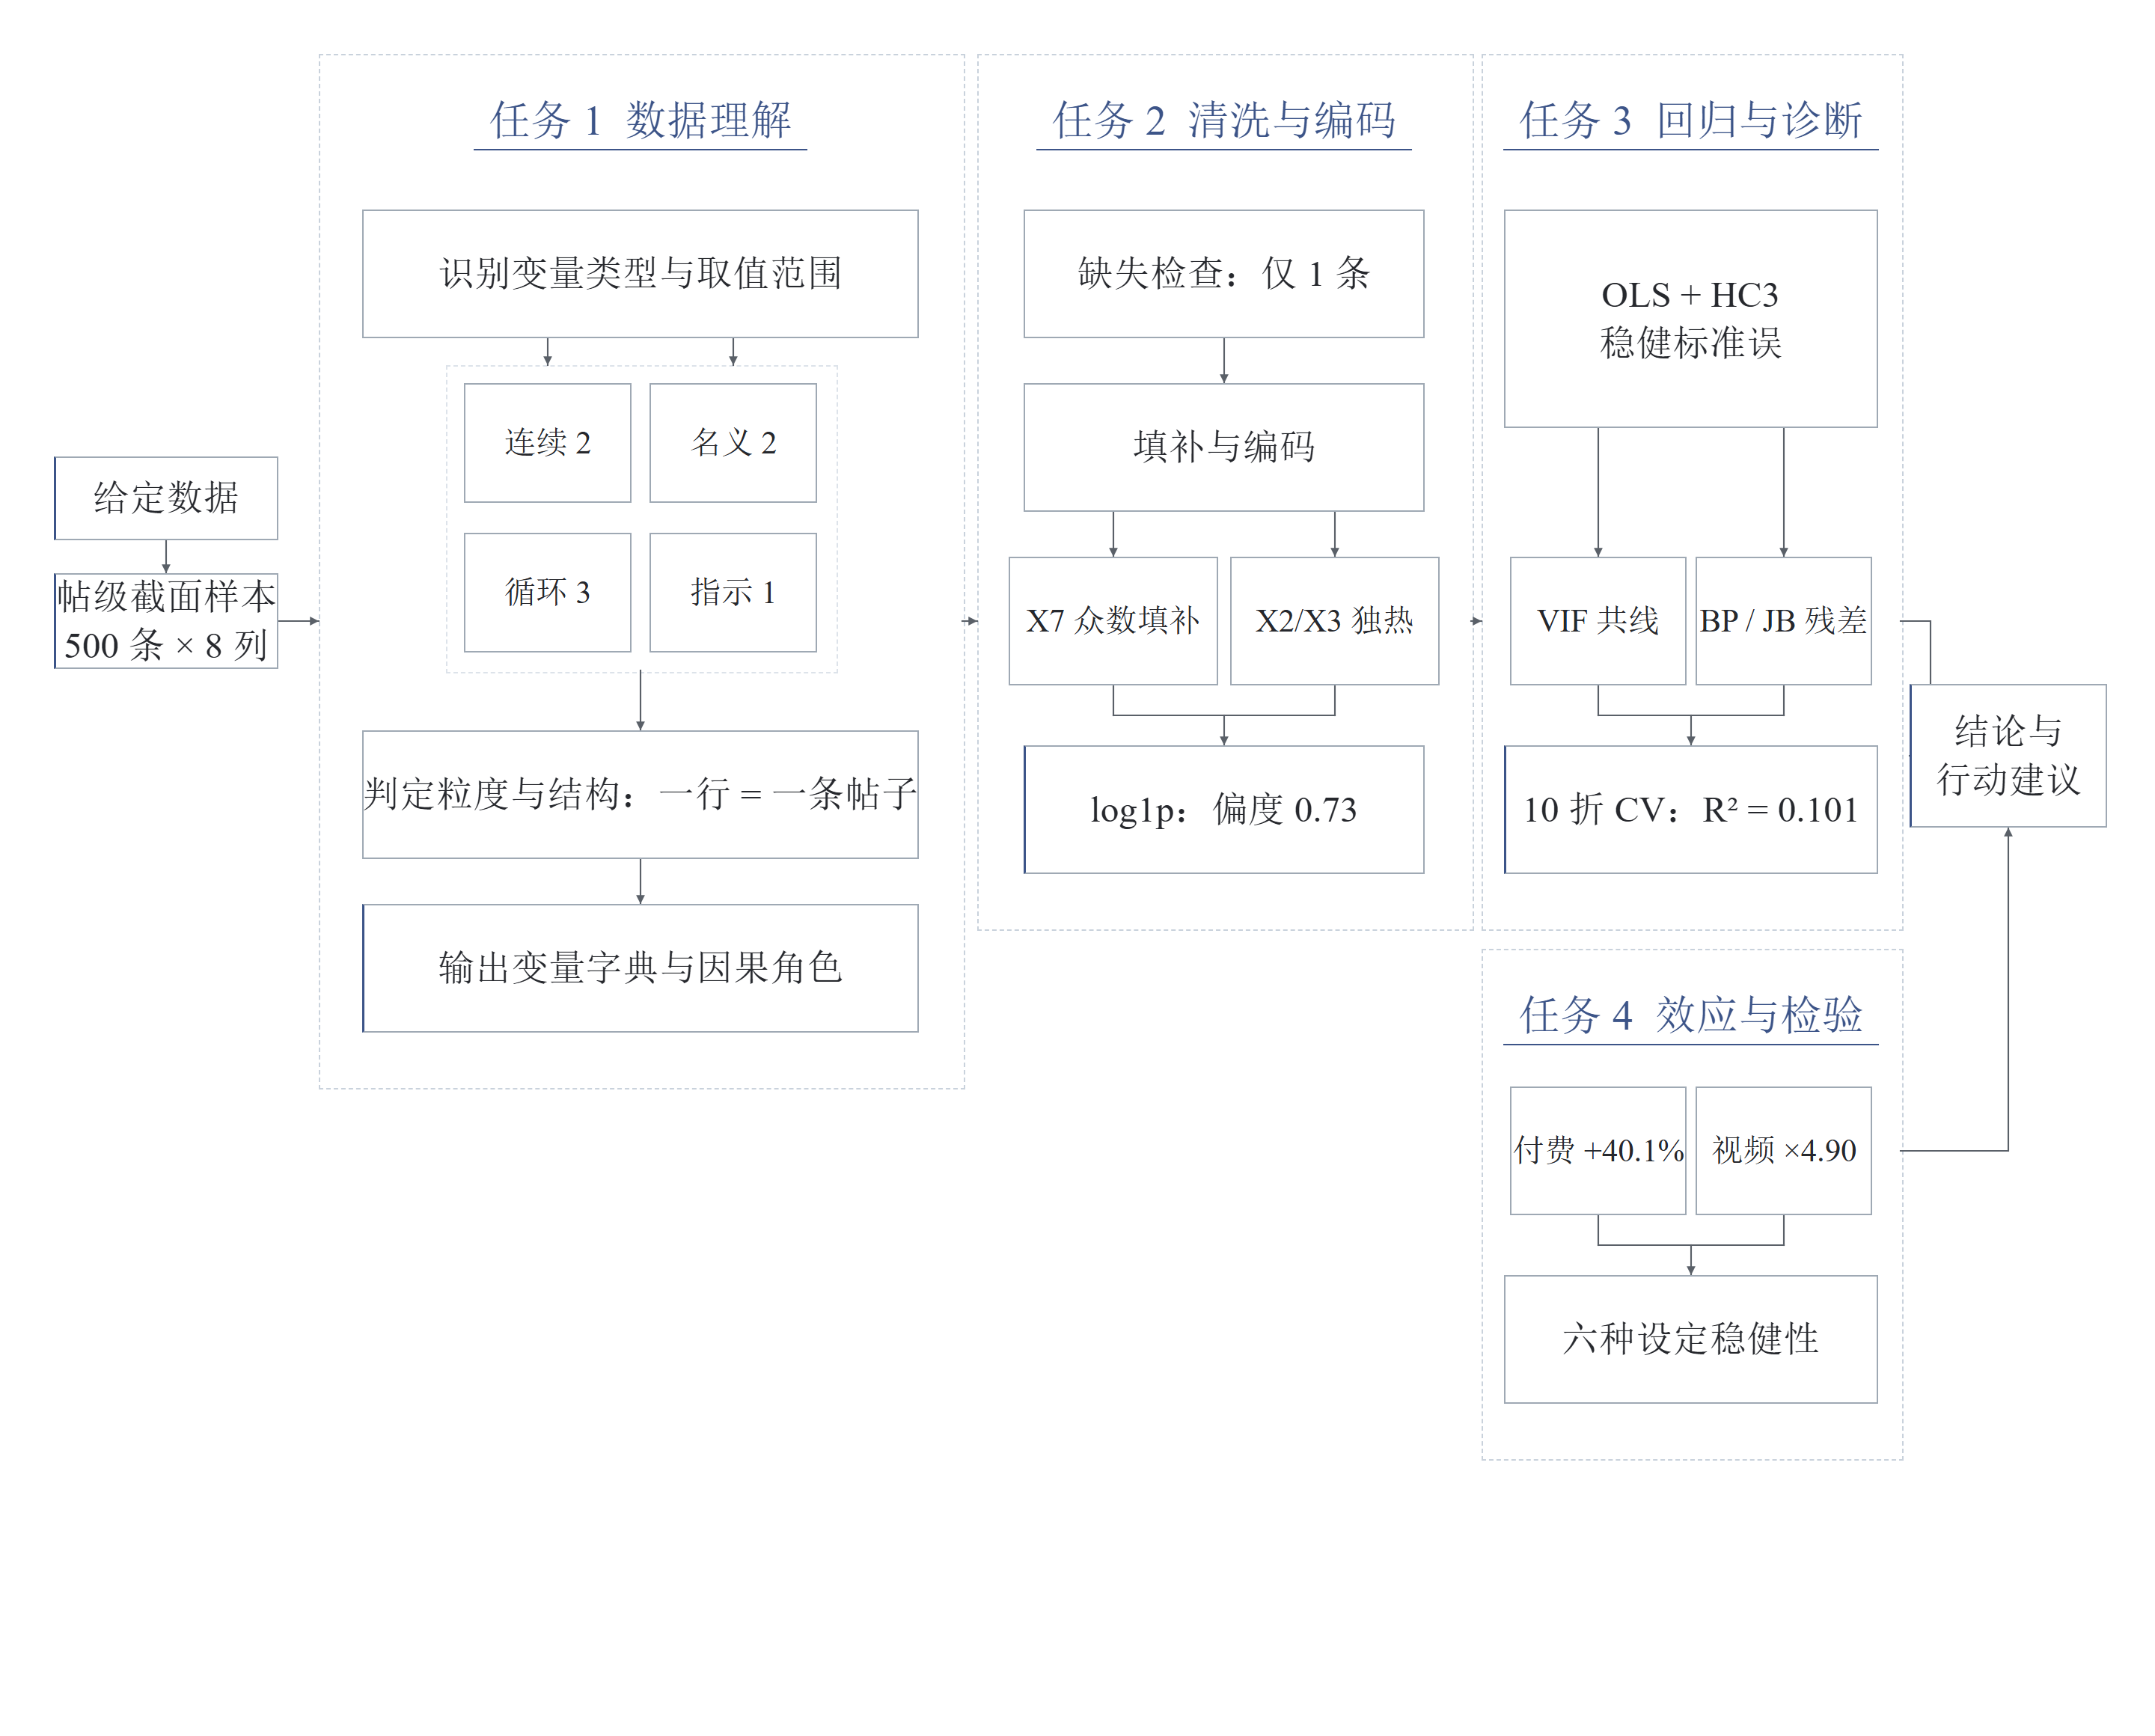 给定数据
帖级截面样本
500 条 × 8 列
任务 1 数据理解
识别变量类型与取值范围
连续 2
名义 2
循环 3
指示 1
判定粒度与结构：一行 = 一条帖子
输出变量字典与因果角色
任务 2 清洗与编码
缺失检查：仅 1 条
填补与编码
X7 众数填补
X2/X3 独热
log1p：偏度 0.73
任务 3 回归与诊断
OLS + HC3
稳健标准误
VIF 共线
BP / JB 残差
10 折 CV：R² = 0.101
任务 4 效应与检验
付费 +40.1%
视频 ×4.90
六种设定稳健性
结论与
行动建议